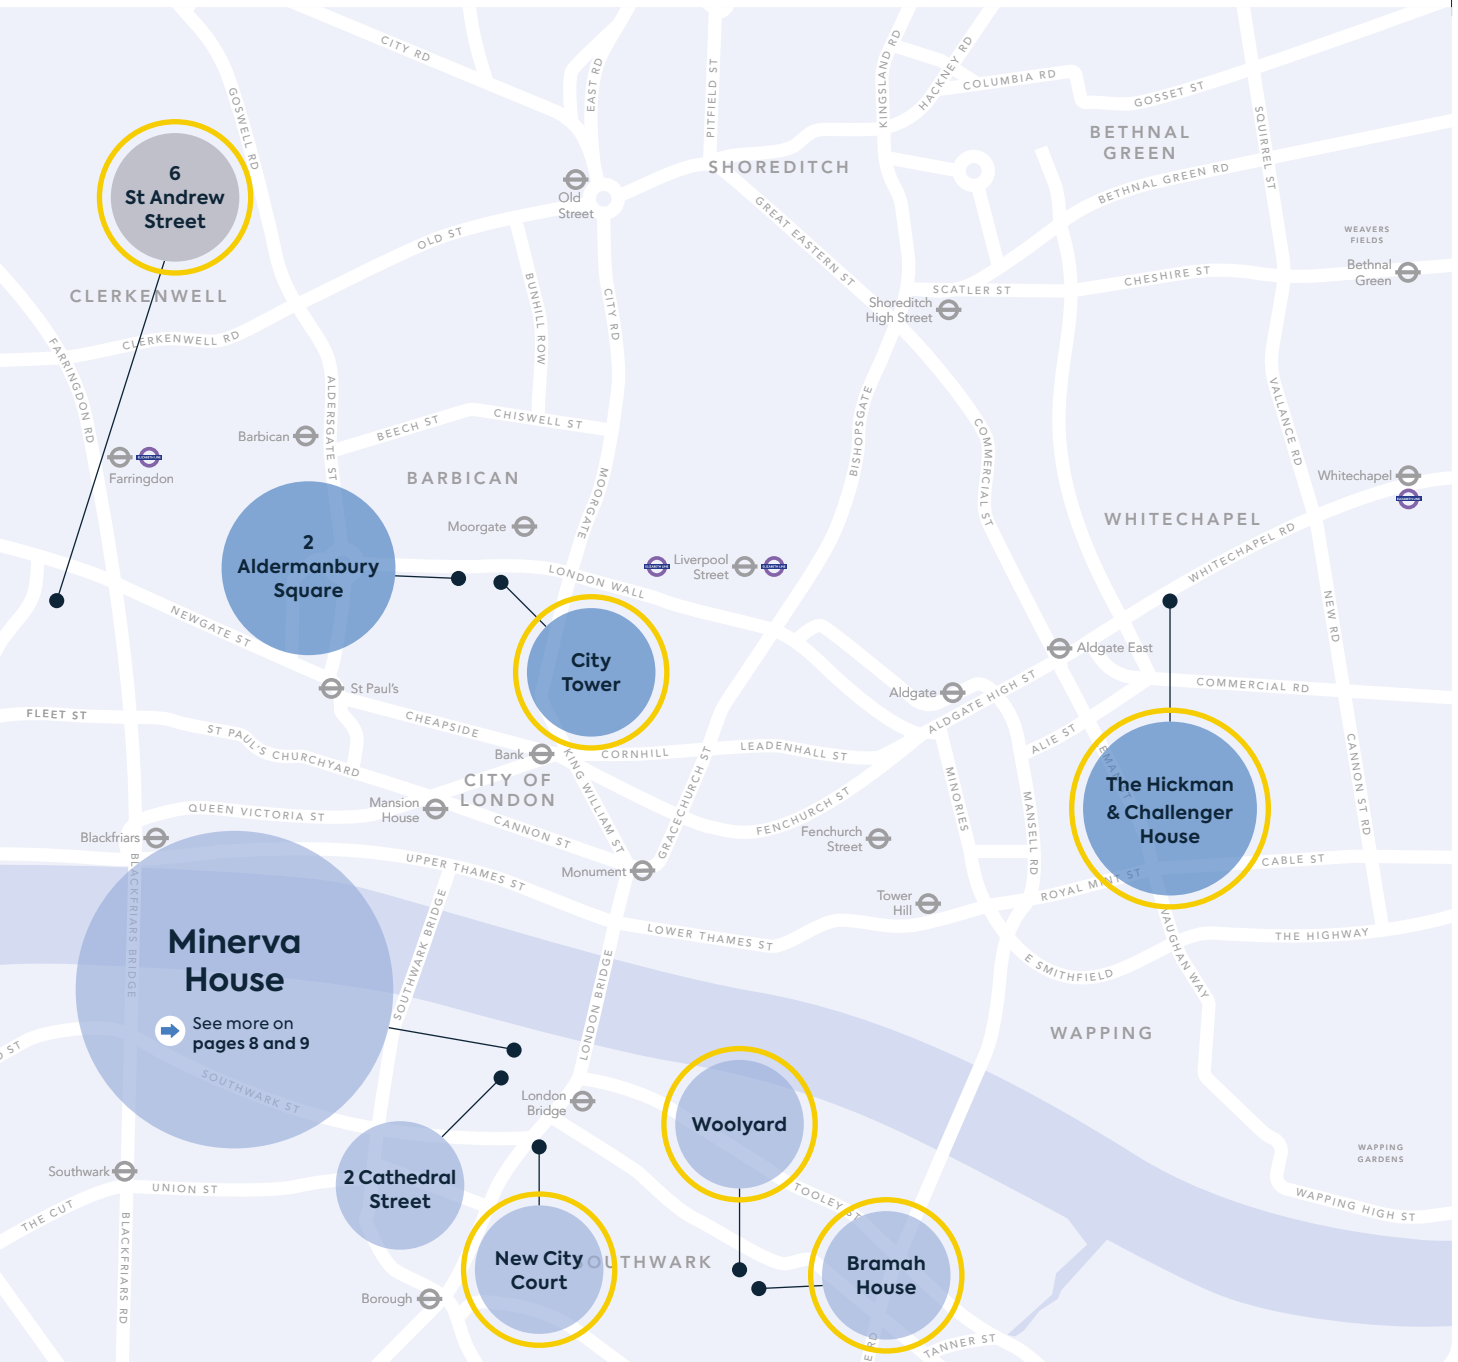 CITY RD
EAST RD
PITFIELD ST
KINGSLAND RD
HACKNEY RD
COLUMBIA RD
GOSSET ST
GOSWELL RD
SQUIRREL ST
BETHNAL
GREEN
SHOREDITCH
6
St Andrew
Street
Old
Street
BETHNAL GREEN RD
GREAT EASTERN ST
OLD ST
WEAVERS
FIELDS
Bethnal
Green
CHESHIRE ST
SCATLER ST
Shoreditch
High Street
CLERKENWELL
CLERKENWELL RD
BUNHILL ROW
CITY RD
FARRINGDON RD
ALDERSGATE ST
BEECH ST
CHISWELL ST
BISHOPSGATE
COMMERCIAL ST
VALLANCE RD
Barbican
Farringdon
BARBICAN
MOORGATE
Moorgate
Whitechapel
WHITECHAPEL
WHITECHAPEL RD
2
Aldermanbury
Square
Liverpool
Street
LONDON WALL
NEWGATE ST
NEW RD
City
Tower
Aldgate East
St Paul's
Aldgate
ALDGATE HIGH ST
COMMERCIAL RD
FLEET ST
ST PAUL'S CHURCHYARD
CHEAPSIDE
Bank
CORNHILL
LEADENHALL ST
ALIE ST
KING WILLIAM ST
GRACECHURCH ST
CITY OF
LONDON
MINORIES
MANSELL RD
CANNON ST RD
The Hickman
& Challenger
House
QUEEN VICTORIA ST
Mansion
House
CANNON ST
FENCHURCH ST
Fenchurch
Street
Blackfriars
UPPER THAMES ST
Monument
CABLE ST
ROYAL MINT ST
Tower
Hill
BLACKFRIARS BRIDGE
SOUTHWARK BRIDGE
LOWER THAMES ST
THE HIGHWAY
VAUGHAN WAY
E SMITHFIELD
Minerva
House
See more on
pages 8 and 9
LONDON BRIDGE
WAPPING
SOUTHWARK ST
London
Bridge
Woolyard
WAPPING
GARDENS
Southwark
UNION ST
THE CUT
2 Cathedral
Street
TOOLEY ST
WAPPING HIGH ST
BLACKFRIARS RD
New City
Court
OUTHWARK
Bramah
House
Borough
TANNER ST